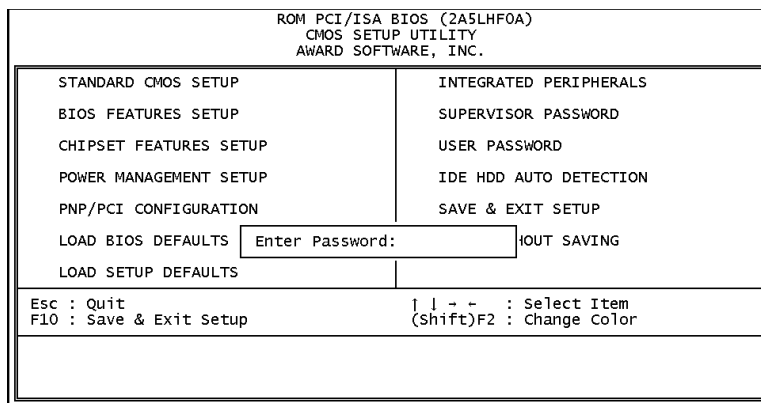 ROM PCI/ISA BIOS (2A5LHF0A)
CMOS SETUP UTILITY
AWARD SOFTWARE, INC.
STANDARD CMOS SETUP
BIOS FEATURES SETUP
CHIPSET FEATURES SETUP
POWER MANAGEMENT SETUP
PNP/PCI CONFIGURATION
LOAD BIOS DEFAULTS
LOAD SETUP DEFAULTS
INTEGRATED PERIPHERALS
SUPERVISOR PASSWORD
USER PASSWORD
IDE HDD AUTO DETECTION
SAVE & EXIT SETUP
HOUT SAVING
Enter Password:
Esc : Quit
F10 : Save & Exit Setup
↑ ↓ → ← : Select Item
(Shift)F2 : Change Color